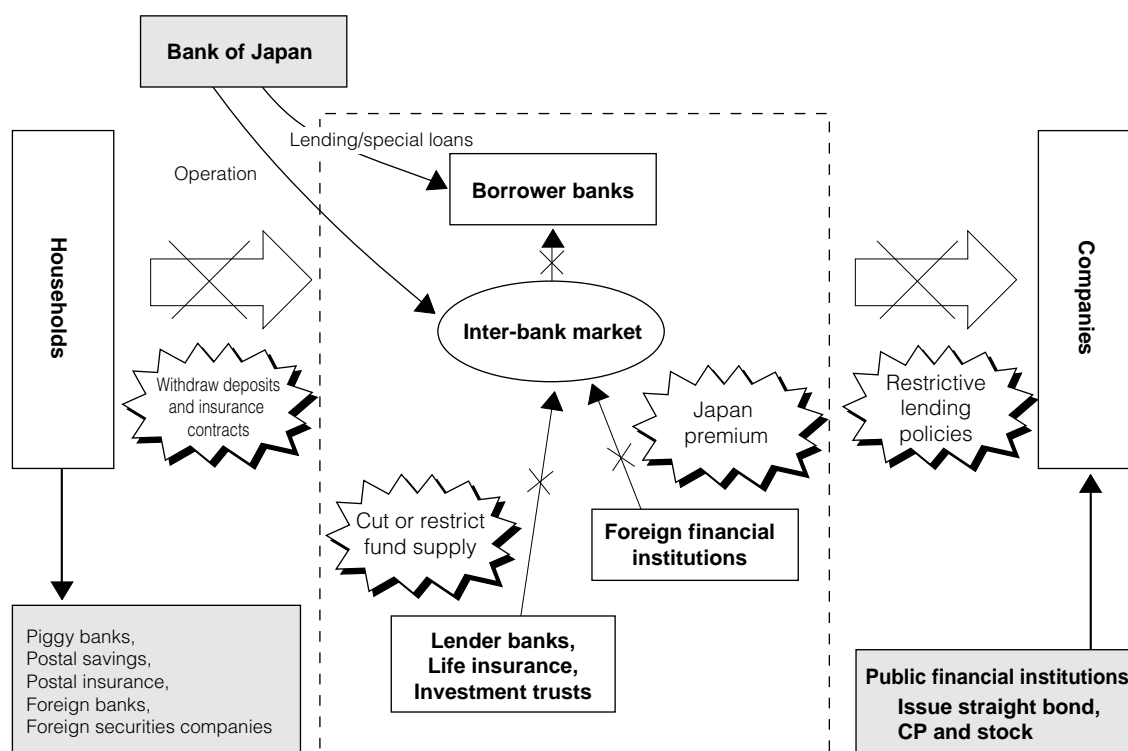 Bank of Japan
Lending/special loans
Operation
Borrower banks
Households
Companies
Inter-bank market
Withdraw deposits
and insurance
contracts
Japan
premium
Restrictive
lending
policies
Cut or restrict
fund supply
Foreign financial
institutions
Lender banks,
Life insurance,
Investment trusts
Piggy banks,
Postal savings,
Postal insurance,
Foreign banks,
Foreign securities companies
Public financial institutions
Issue straight bond,
CP and stock